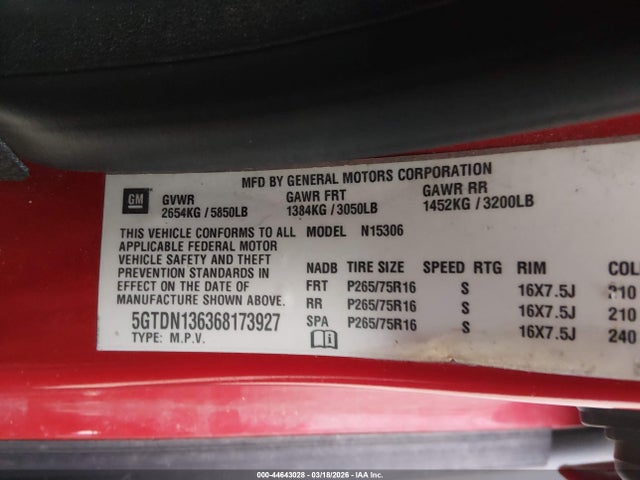 MFD BY GENERAL MOTORS CORPORATION
GM
GVWR GAWR FRT GAWR RR
2654KG / 5850LB 1384KG / 3050LB 1452KG / 3200LB
THIS VEHICLE CONFORMS TO ALL MODEL N15306
APPLICABLE FEDERAL MOTOR
VEHICLE SAFETY AND THEFT
PREVENTION STANDARDS IN
EFFECT ON THE DATE OF
MANUFACTURE SHOWN ABOVE.
5GTDN136368173927
TYPE: M.P.V.
NADB TIRE SIZE SPEED RTG RIM COL
FRT P265/75R16 S 16X7.5J 210
RR P265/75R16 S 16X7.5J 210
SPA P265/75R16 S 16X7.5J 240
000-44643028 | 03/18/2026 | IAA Inc.